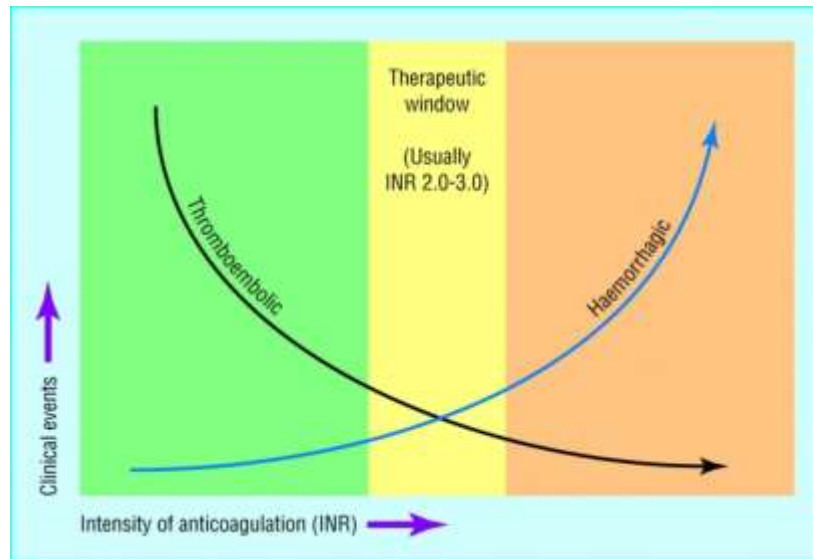 Therapeutic
window
(Usually
INR 2.0-3.0)
Thromboembolic
Haemorrhagic
Clinical events
Intensity of anticoagulation (INR)